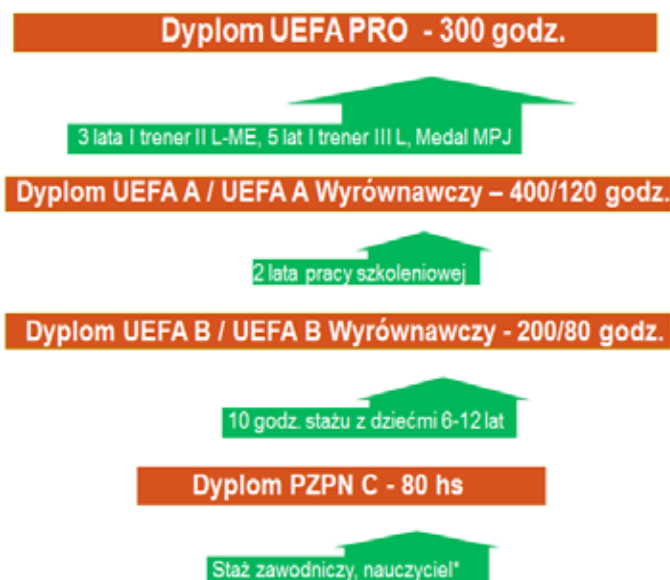 Dyplom UEFA PRO - 300 godz.
3 lata I trener II L-ME, 5 lat I trener III L, Medal MPJ
Dyplom UEFA A / UEFA A Wyrównawczy – 400/120 godz.
2 lata pracy szkoleniowej
Dyplom UEFA B / UEFA B Wyrównawczy - 200/80 godz.
10 godz. stażu z dziećmi 6-12 lat
Dyplom PZPN C - 80 hs
Staż zawodniczy, nauczyciel*